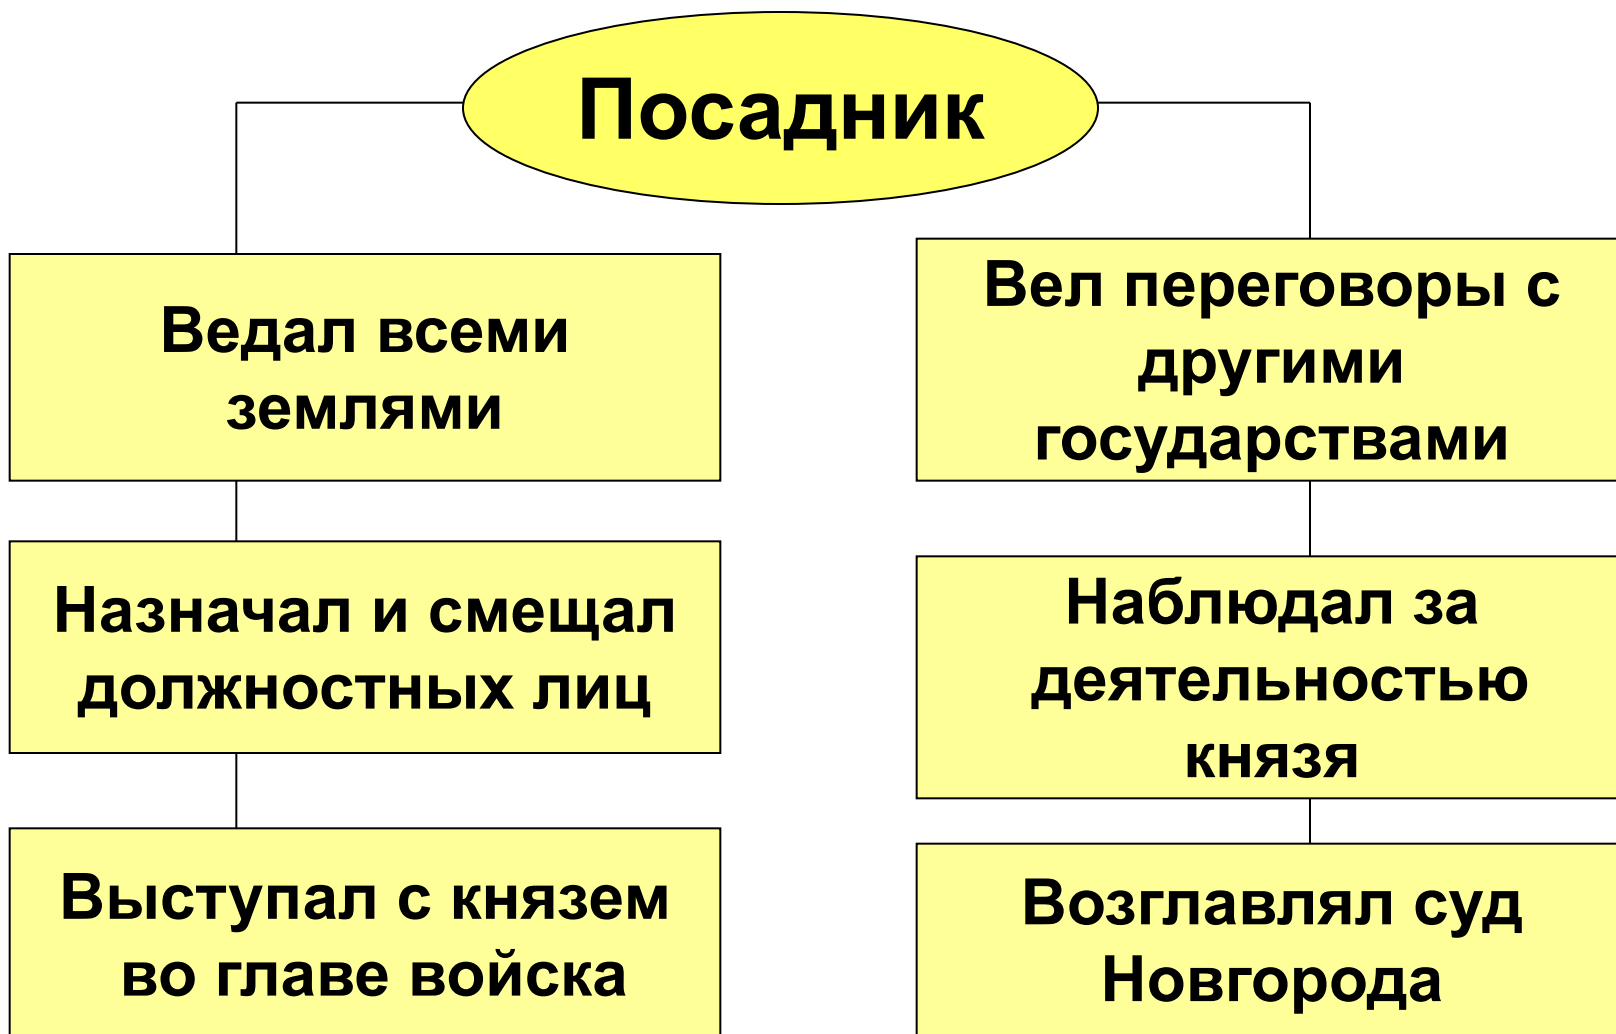 Посадник
Ведал всеми
землями
Назначал и смещал
должностных лиц
Выступал с князем
во главе войска
Вел переговоры с
другими
государствами
Наблюдал за
деятельностью
князя
Возглавлял суд
Новгорода